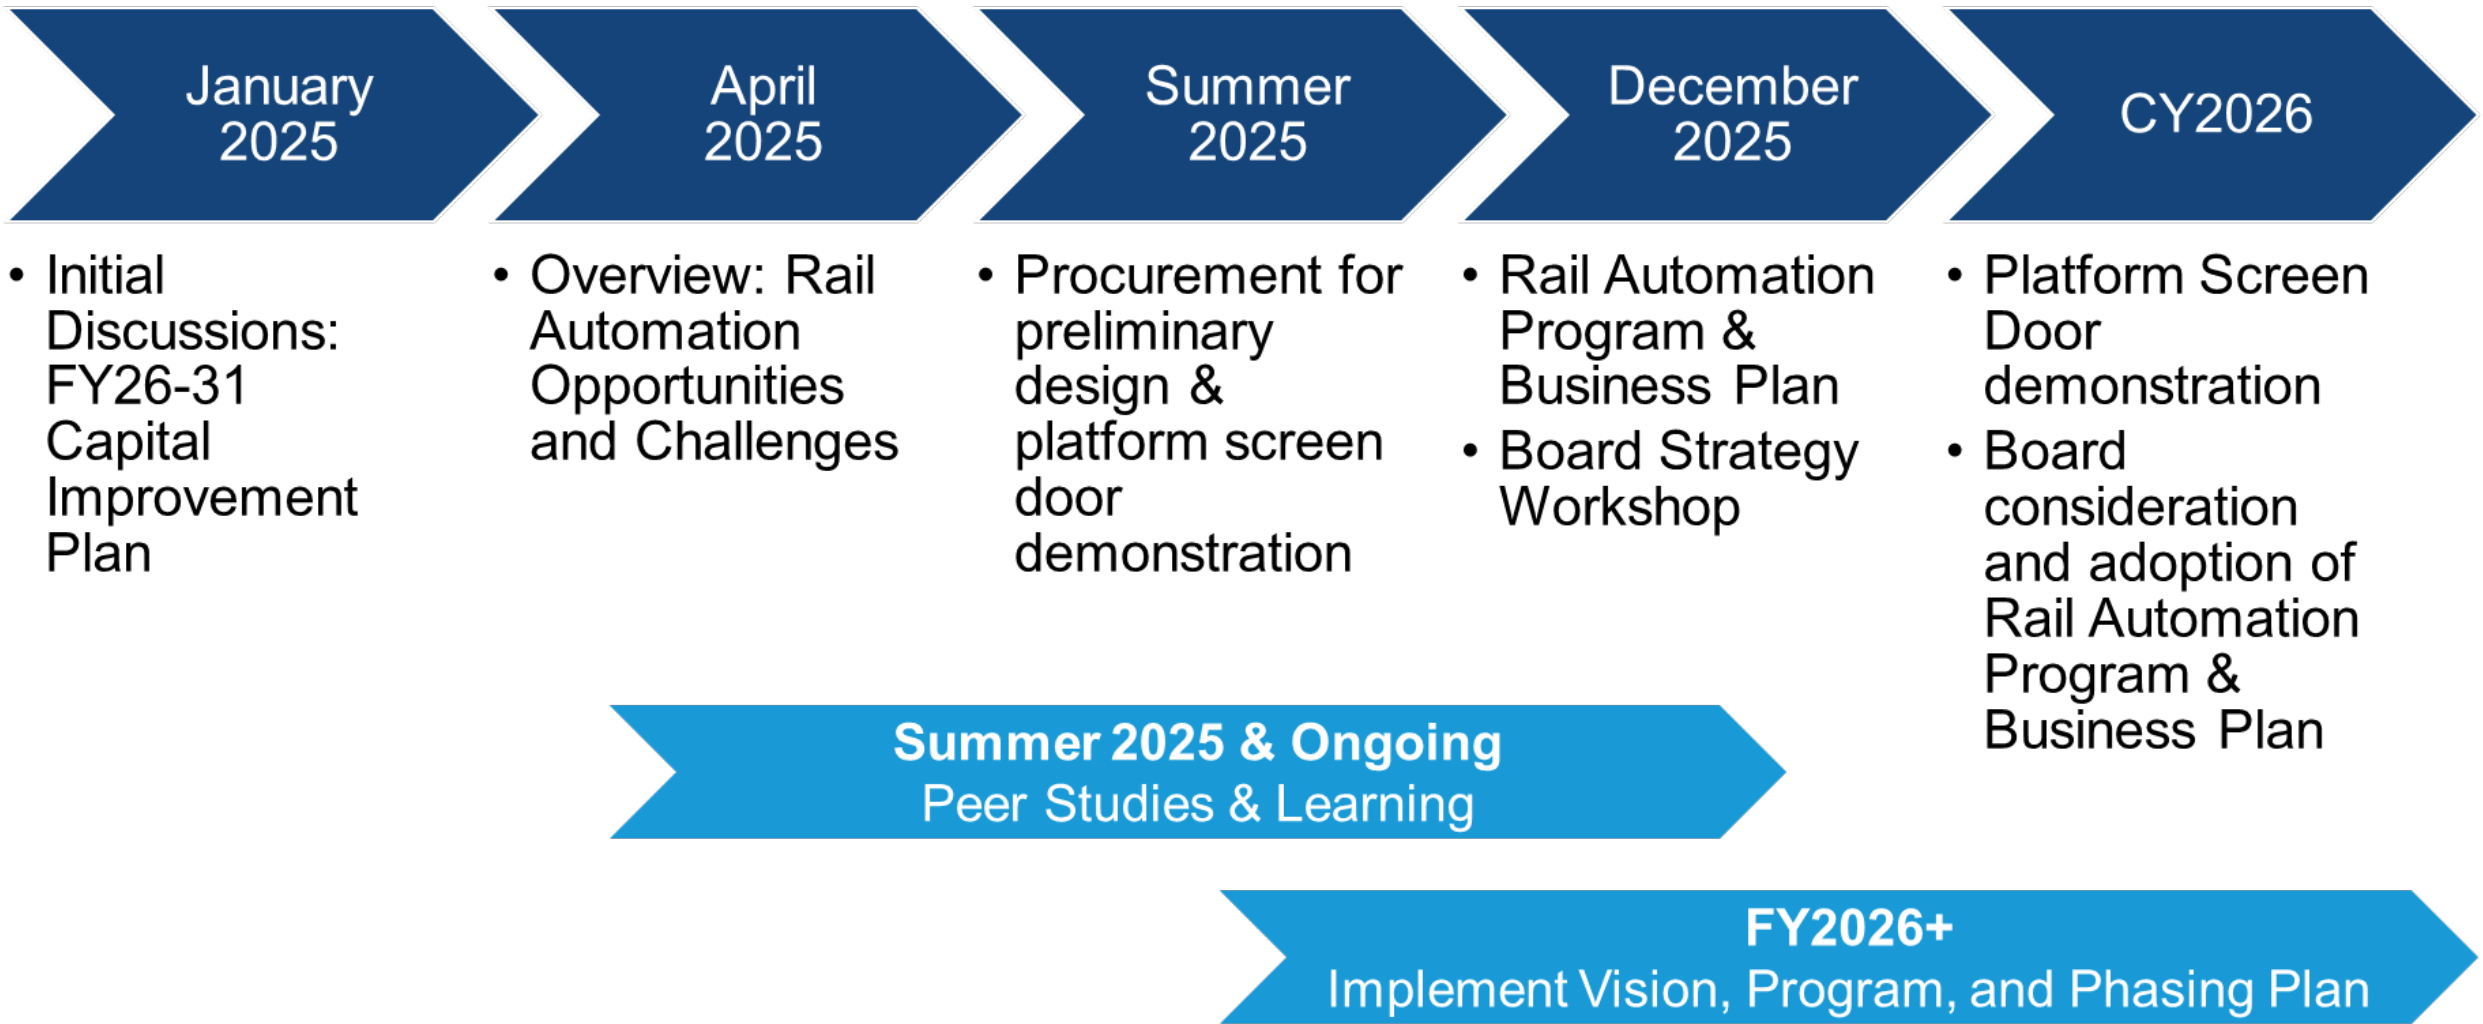 January
2025
• Initial
Discussions:
FY26-31
Capital
Improvement
Plan
April
2025
• Overview: Rail
Automation
Opportunities
and Challenges
Summer
2025
• Procurement for
preliminary
design &
platform screen
door
demonstration
December
2025
• Rail Automation
Program &
Business Plan
• Board Strategy
Workshop
CY2026
• Platform Screen
Door
demonstration
• Board
consideration
and adoption of
Rail Automation
Program &
Business Plan
Summer 2025 & Ongoing
Peer Studies & Learning
FY2026+
Implement Vision, Program, and Phasing Plan